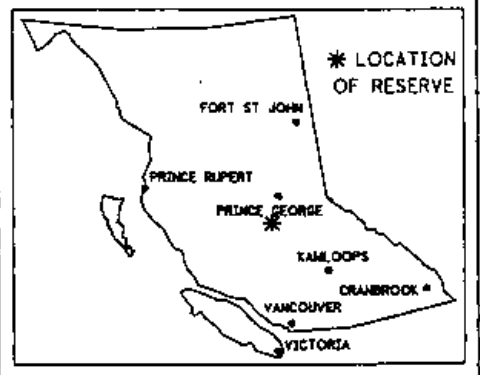 * LOCATION
OF RESERVE
FORT ST JOHN
PRINCE RUPERT
PRINCE GEORGE
KAMLOOPS
CRANBROOK
VANCOUVER
VICTORIA